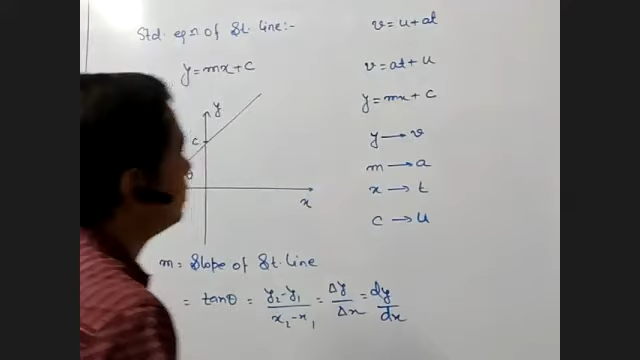 Std. eqn of St. line:-
y = mx + c
y
c
x
m = Slope of St. line
= tanθ = y₂-y₁/x₂-x₁ = Δy/Δx = dy/dx
v = u + at
v = at + u
y = mx + c
y → v
m → a
x → t
c → u